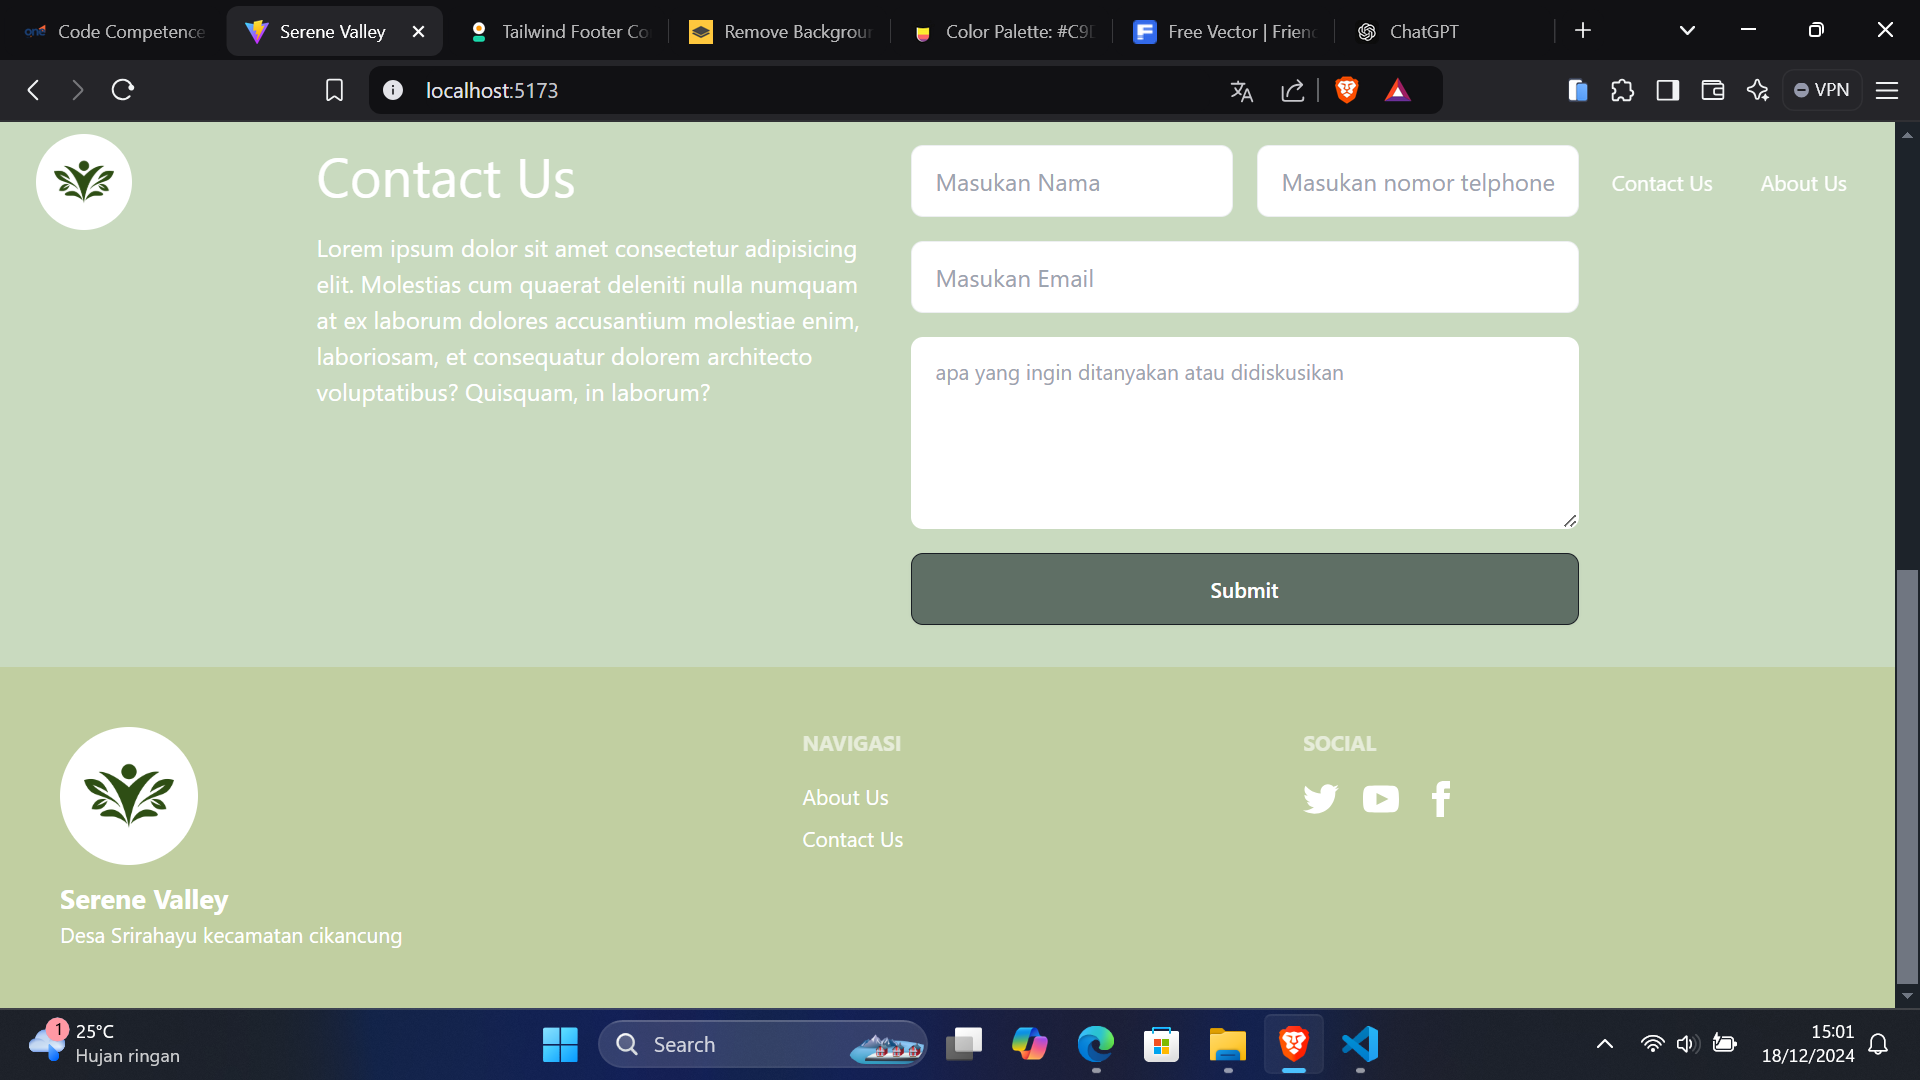 Code Competence
Serene Valley
Tailwind Footer Co
Remove Backgroun
Color Palette: #C9
Free Vector | Frien
ChatGPT
localhost:5173
VPN
Contact Us
Masukan Nama
Masukan nomor telphone
Contact Us
About Us
Lorem ipsum dolor sit amet consectetur adipisicing
elit. Molestias cum quaerat deleniti nulla numquam
at ex laborum dolores accusantium molestiae enim,
laboriosam, et consequatur dolorem architecto
voluptatibus? Quisquam, in laborum?
Masukan Email
apa yang ingin ditanyakan atau didiskusikan
Submit
NAVIGASI
About Us
Contact Us
SOCIAL
Serene Valley
Desa Srirahayu kecamatan cikancung
1
25°C
Hujan ringan
Search
15:01
18/12/2024